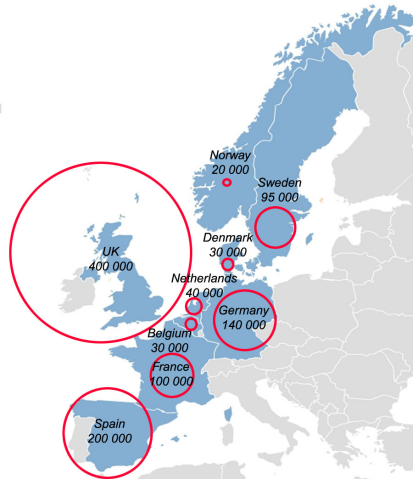 Norway
20 000
Sweden
95 000
Denmark
30 000
UK
400 000
Netherlands
40 000
Germany
140 000
Belgium
30 000
France
100 000
Spain
200 000